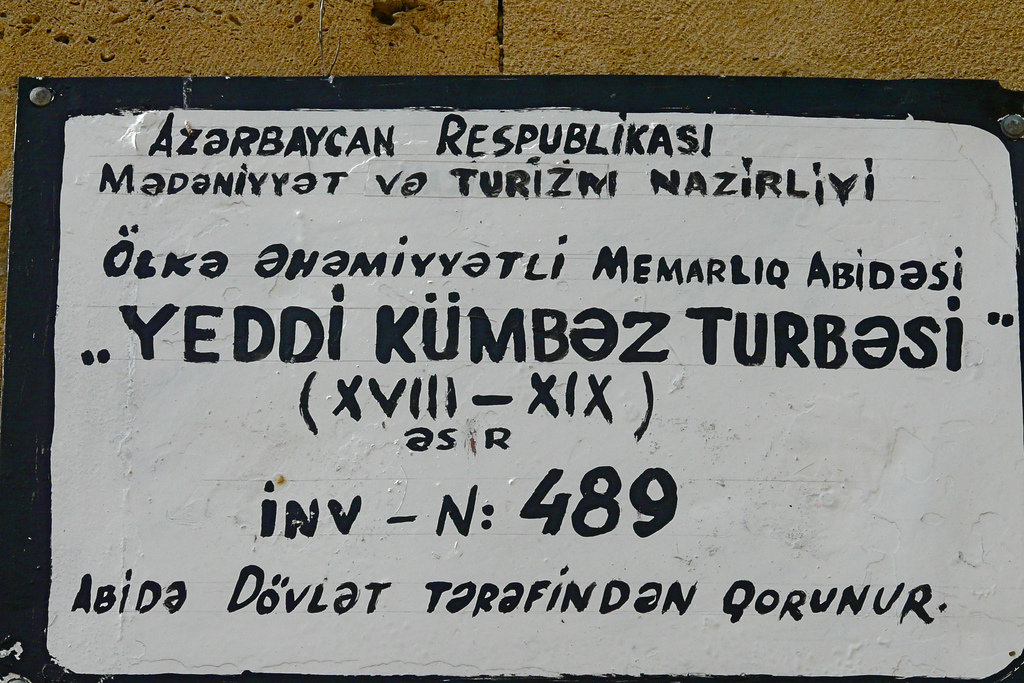 AZƏRBAYCAN RESPUBLİKASI
MƏDƏNİYYƏT VƏ TURİZM NAZİRLİYİ
ÖLKƏ ƏHƏMİYYƏTLİ MEMARLIQ ABİDƏSİ
„YEDDİ KÜMBƏZ TURBƏSİ”
(XVIII – XIX)
ƏSR
İNV – N: 489
ABİDƏ DÖVLƏT TƏRƏFİNDƏN QORUNUR.